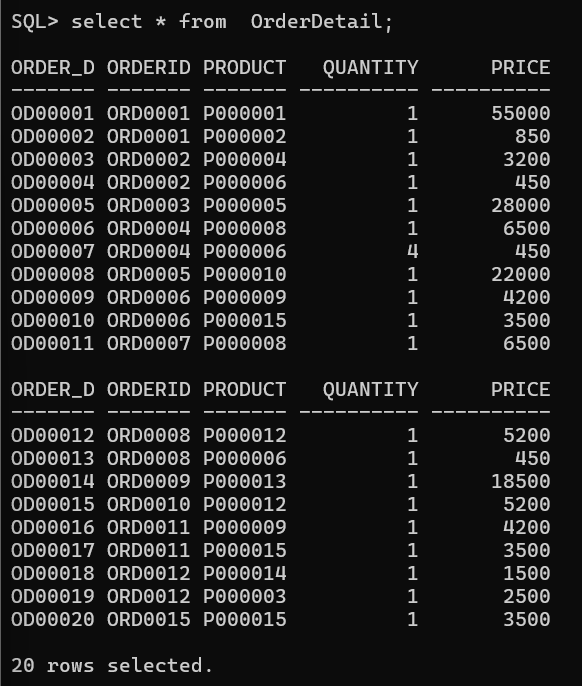 SQL> select * from  OrderDetail;
ORDER_D ORDERID PRODUCT   QUANTITY      PRICE
------- ------- ------- ---------- ----------
OD00001 ORD0001 P000001          1      55000
OD00002 ORD0001 P000002          1        850
OD00003 ORD0002 P000004          1       3200
OD00004 ORD0002 P000006          1        450
OD00005 ORD0003 P000005          1      28000
OD00006 ORD0004 P000008          1       6500
OD00007 ORD0004 P000006          4        450
OD00008 ORD0005 P000010          1      22000
OD00009 ORD0006 P000009          1       4200
OD00010 ORD0006 P000015          1       3500
OD00011 ORD0007 P000008          1       6500
ORDER_D ORDERID PRODUCT   QUANTITY      PRICE
------- ------- ------- ---------- ----------
OD00012 ORD0008 P000012          1       5200
OD00013 ORD0008 P000006          1        450
OD00014 ORD0009 P000013          1      18500
OD00015 ORD0010 P000012          1       5200
OD00016 ORD0011 P000009          1       4200
OD00017 ORD0011 P000015          1       3500
OD00018 ORD0012 P000014          1       1500
OD00019 ORD0012 P000003          1       2500
OD00020 ORD0015 P000015          1       3500
20 rows selected.